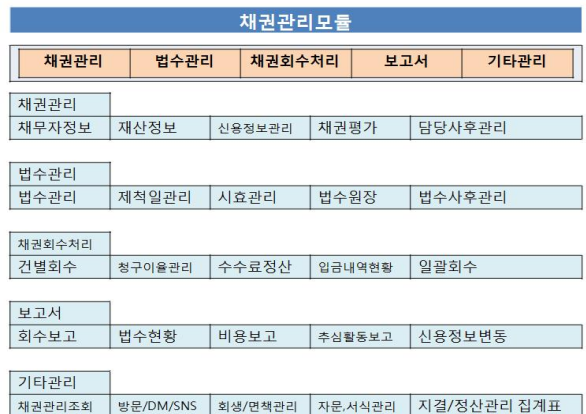 채권관리모듈
채권관리 법수관리 채권회수처리 보고서 기타관리
채권관리
채무자정보 재산정보 신용정보관리 채권평가 담당사후관리
법수관리
법수관리 제척일관리 시효관리 법수원장 법수사후관리
채권회수처리
건별회수 청구이율관리 수수료정산 입금내역현황 일괄회수
보고서
회수보고 법수현황 비용보고 추심활동보고 신용정보변동
기타관리
채권관리조회 방문/DM/SNS 회생/면책관리 자문,서식관리 지결/정산관리 집계표